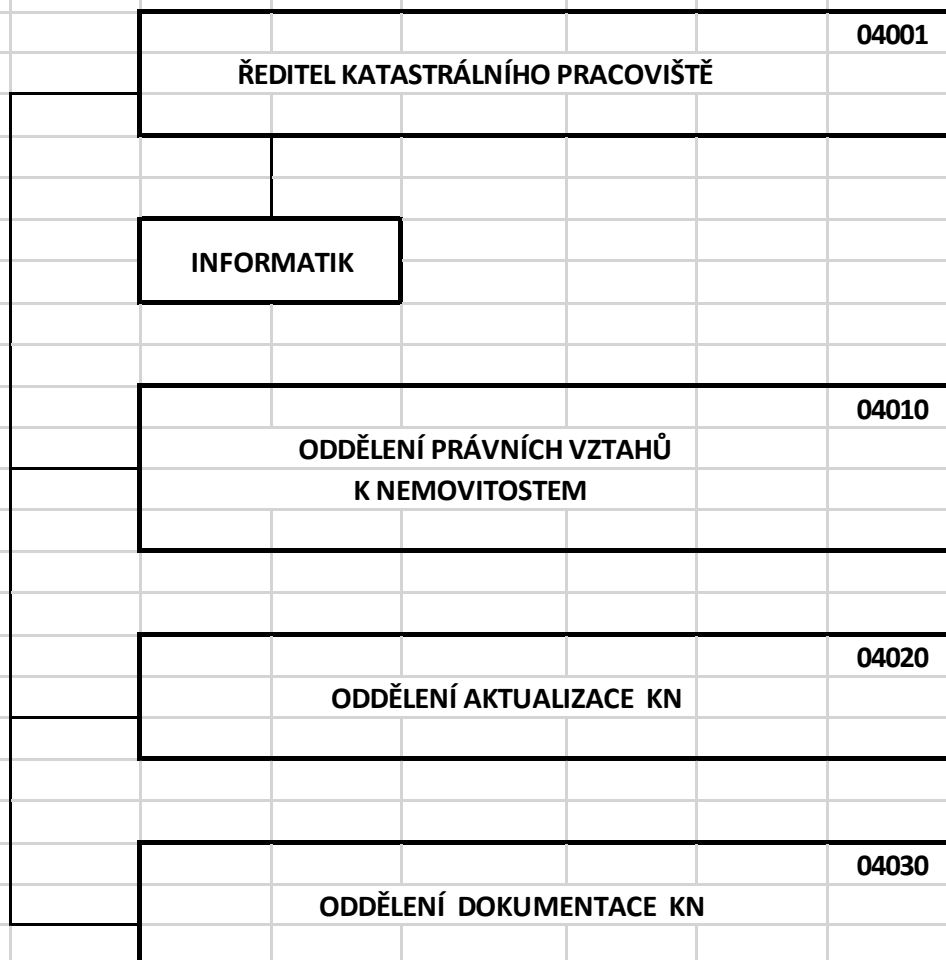 04001
ŘEDITEL KATASTRÁLNÍHO PRACOVIŠTĚ
INFORMATIK
04010
ODDĚLENÍ PRÁVNÍCH VZTAHŮ
K NEMOVITOSTEM
04020
ODDĚLENÍ AKTUALIZACE KN
04030
ODDĚLENÍ DOKUMENTACE KN